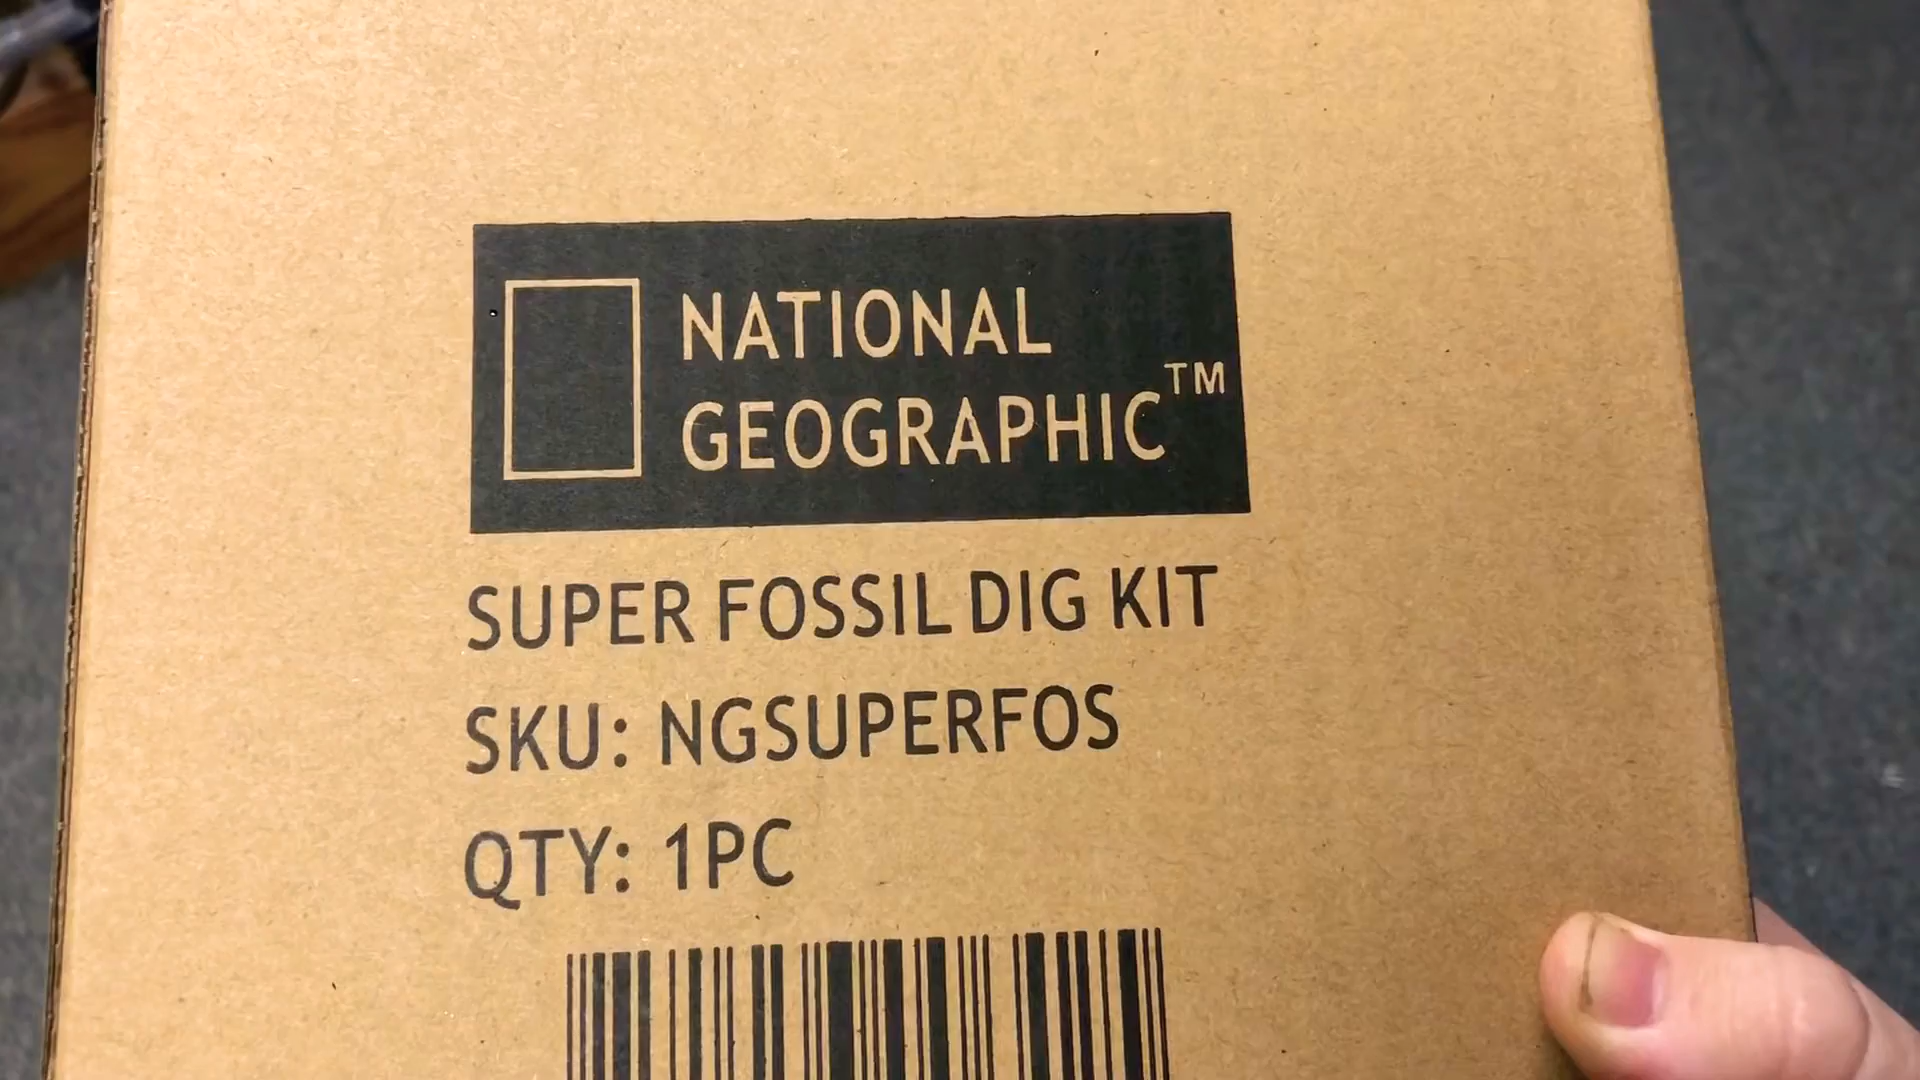 NATIONAL
GEOGRAPHIC™
SUPER FOSSIL DIG KIT
SKU: NGSUPERFOS
QTY: 1PC